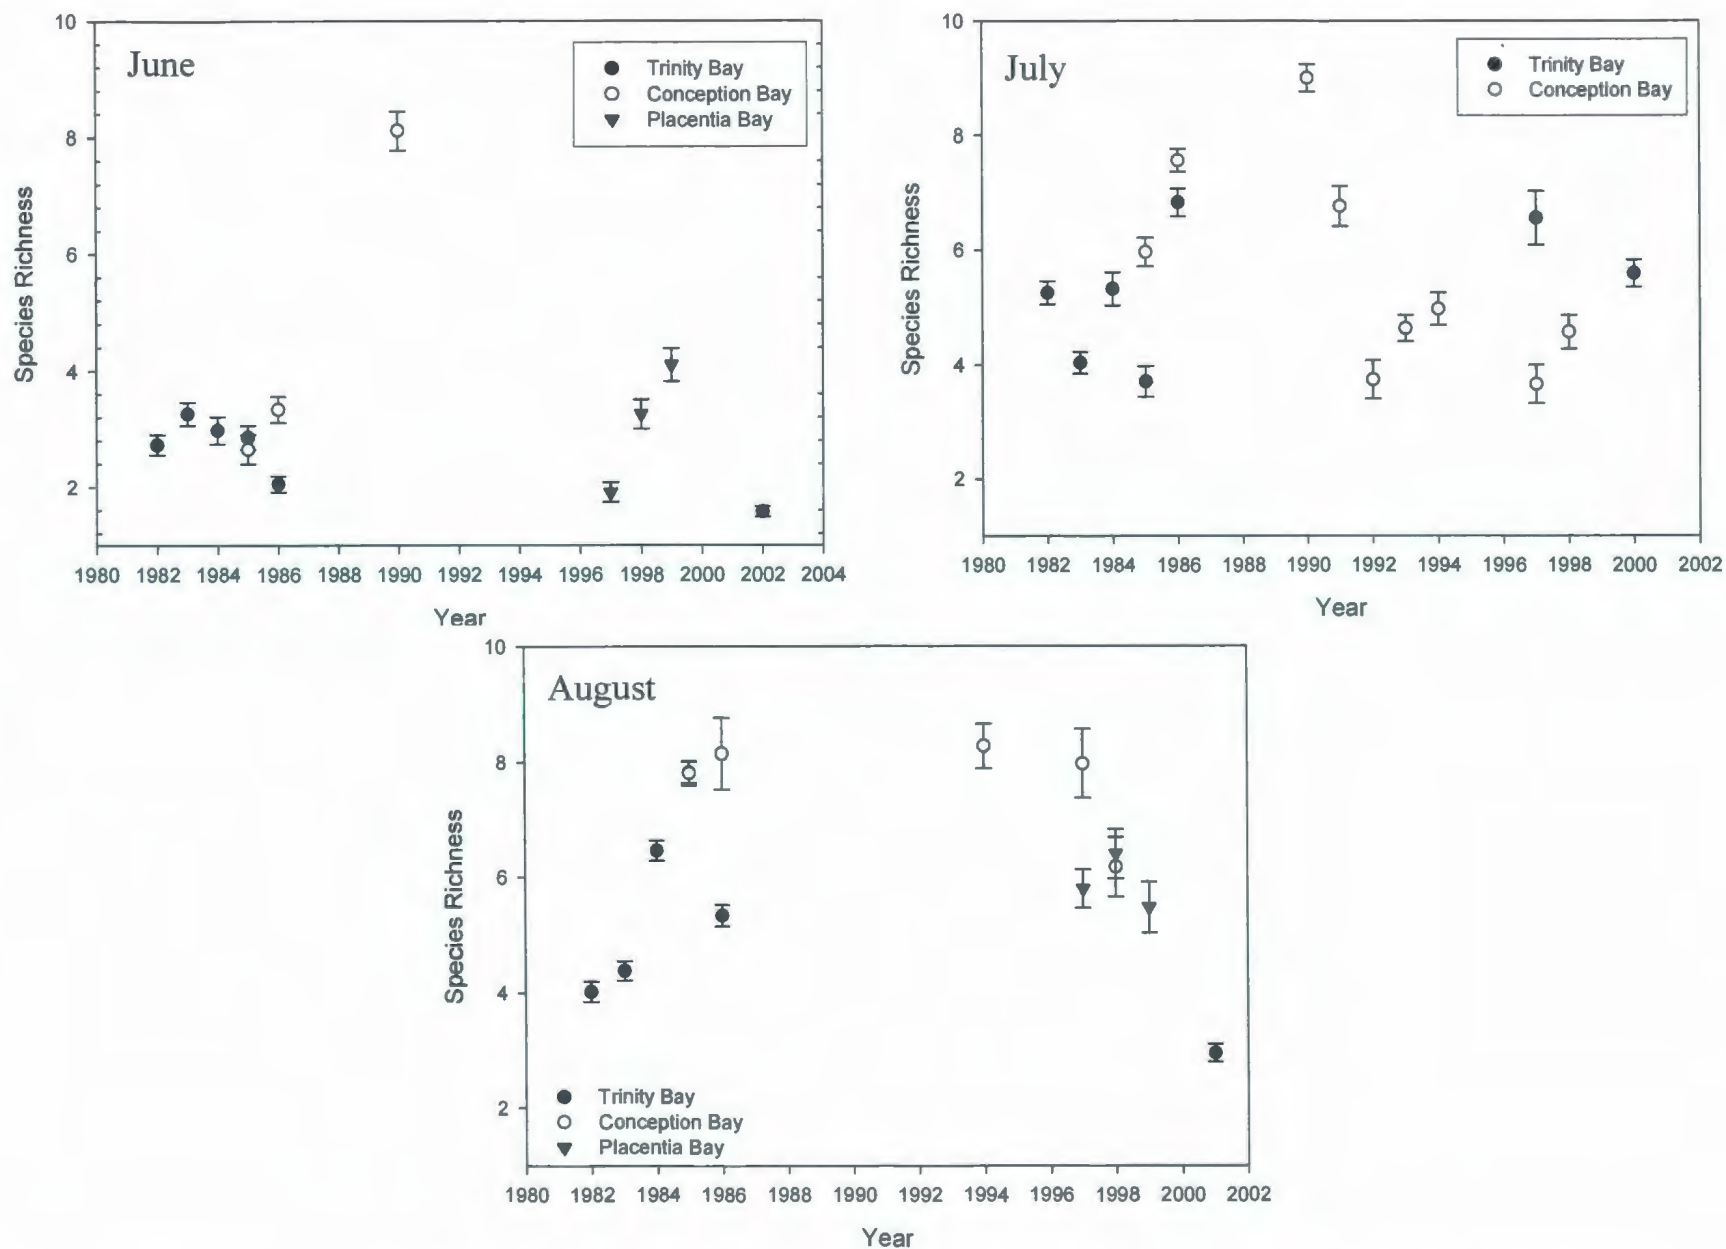 June
Trinity Bay
Conception Bay
Placentia Bay
10
8
6
4
2
Species Richness
1980 1982 1984 1986 1988 1990 1992 1994 1996 1998 2000 2002 2004
Year
July
Trinity Bay
Conception Bay
10
8
6
4
2
Species Richness
1980 1982 1984 1986 1988 1990 1992 1994 1996 1998 2000 2002
Year
August
10
8
6
4
2
Species Richness
Trinity Bay
Conception Bay
Placentia Bay
1980 1982 1984 1986 1988 1990 1992 1994 1996 1998 2000 2002
Year